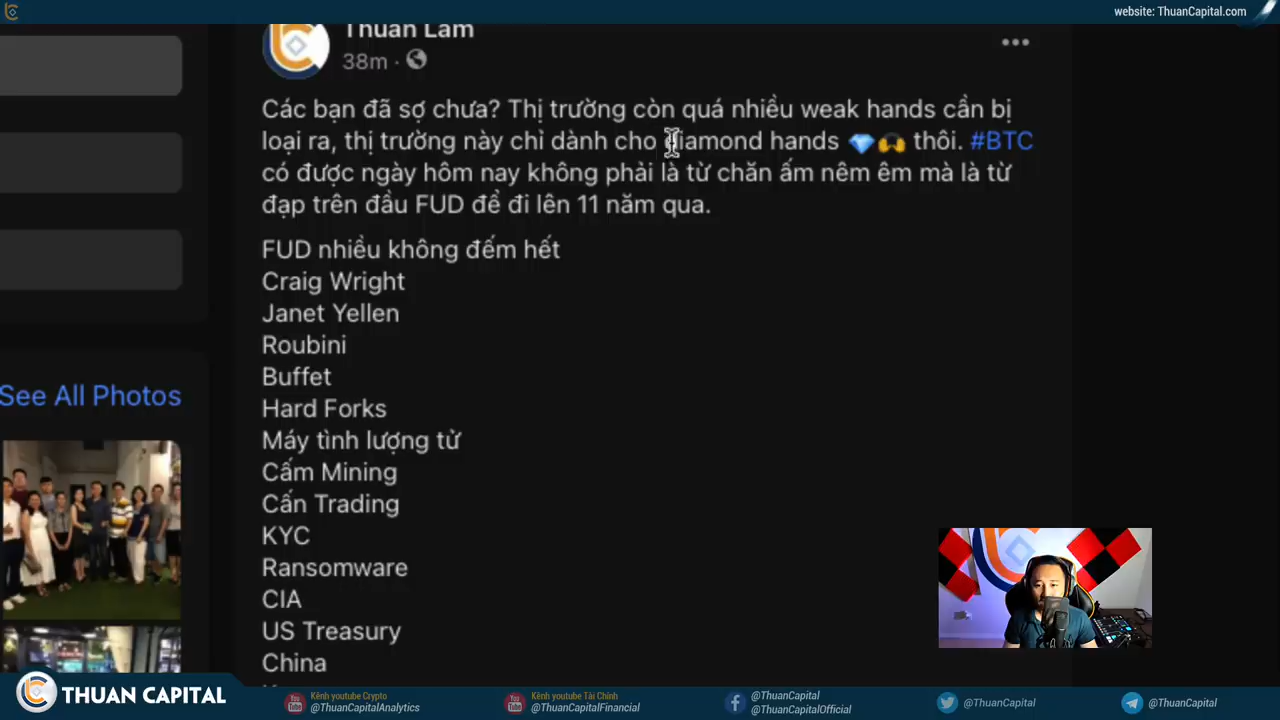 website: ThuanCapital.com
Thuan Lam
38m ·
Các bạn đã sợ chưa? Thị trường còn quá nhiều weak hands cần bị
loại ra, thị trường này chỉ dành cho diamond hands 💎🙌 thôi. #BTC
có được ngày hôm nay không phải là từ chăn ấm nêm êm mà là từ
đạp trên đầu FUD để đi lên 11 năm qua.
FUD nhiều không đếm hết
Craig Wright
Janet Yellen
Roubini
Buffet
Hard Forks
Máy tình lượng tử
Cấm Mining
Cấn Trading
KYC
Ransomware
CIA
US Treasury
China
See All Photos
THUAN CAPITAL
Kênh youtube Crypto
@ThuanCapitalAnalytics
Kênh youtube Tài Chính
@ThuanCapitalFinancial
@ThuanCapital
@ThuanCapitalOfficial
@ThuanCapital
@ThuanCapital